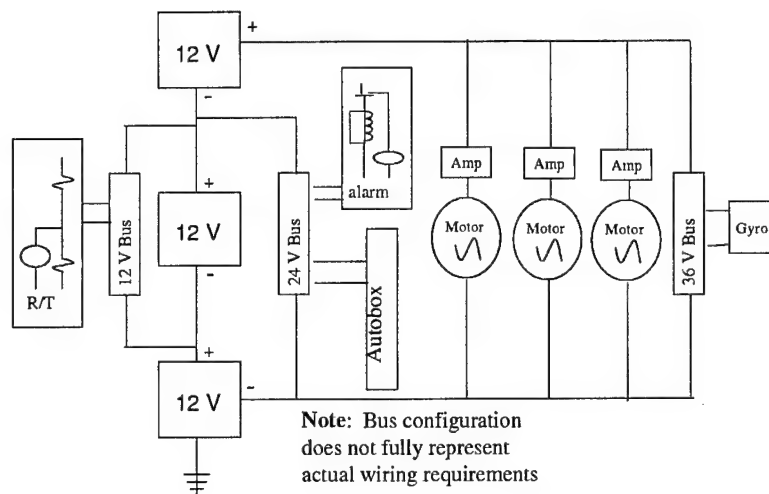 +
12 V
-
alarm
R/T
12 V Bus
+
12 V
-
24 V Bus
Autobox
Amp
Amp
Amp
Motor
Motor
Motor
36 V Bus
Gyro
+
12 V
-
Note: Bus configuration
does not fully represent
actual wiring requirements